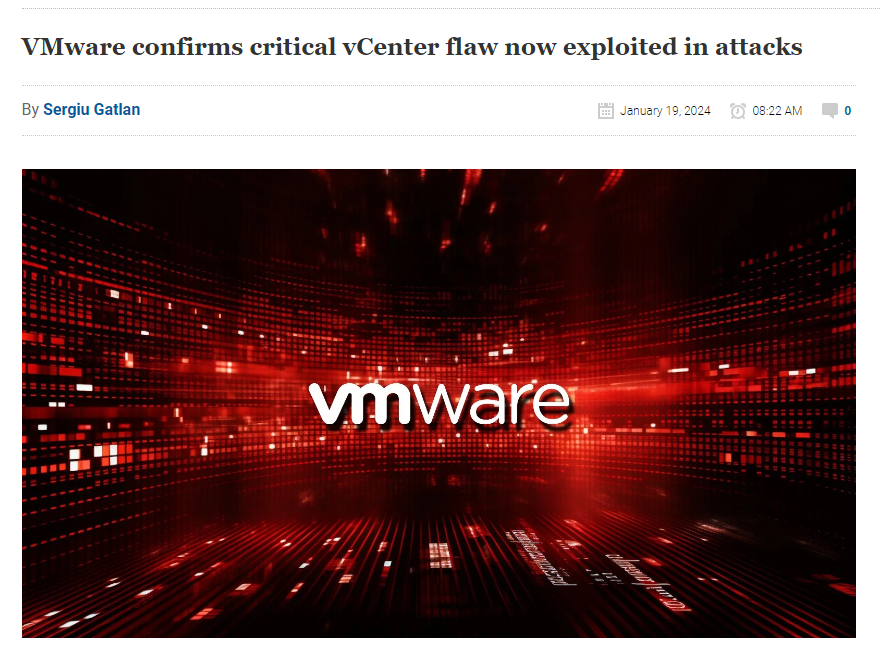 VMware confirms critical vCenter flaw now exploited in attacks
By Sergiu Gatlan
January 19, 2024 08:22 AM 0
vmware